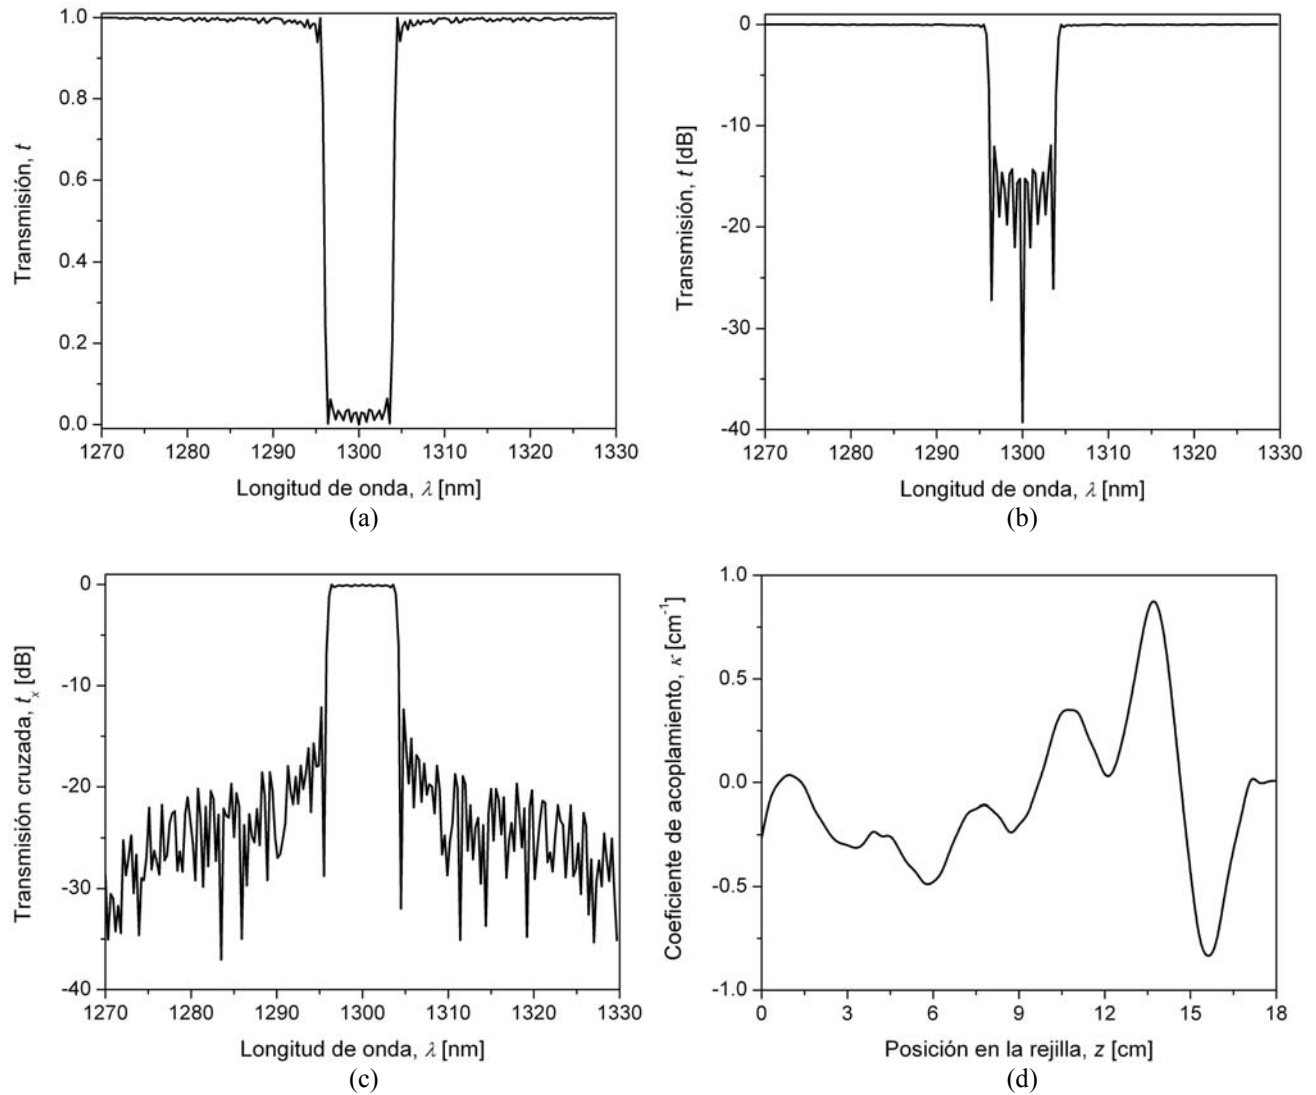 Transmisión, t
1.0
0.8
0.6
0.4
0.2
0.0
1270 1280 1290 1300 1310 1320 1330
Longitud de onda, λ [nm]
(a)
Transmisión, t [dB]
0
-10
-20
-30
-40
1270 1280 1290 1300 1310 1320 1330
Longitud de onda, λ [nm]
(b)
Transmisión cruzada, tx [dB]
0
-10
-20
-30
-40
1270 1280 1290 1300 1310 1320 1330
Longitud de onda, λ [nm]
(c)
Coeficiente de acoplamiento, κ [cm⁻¹]
1.0
0.5
0.0
-0.5
-1.0
0 3 6 9 12 15 18
Posición en la rejilla, z [cm]
(d)